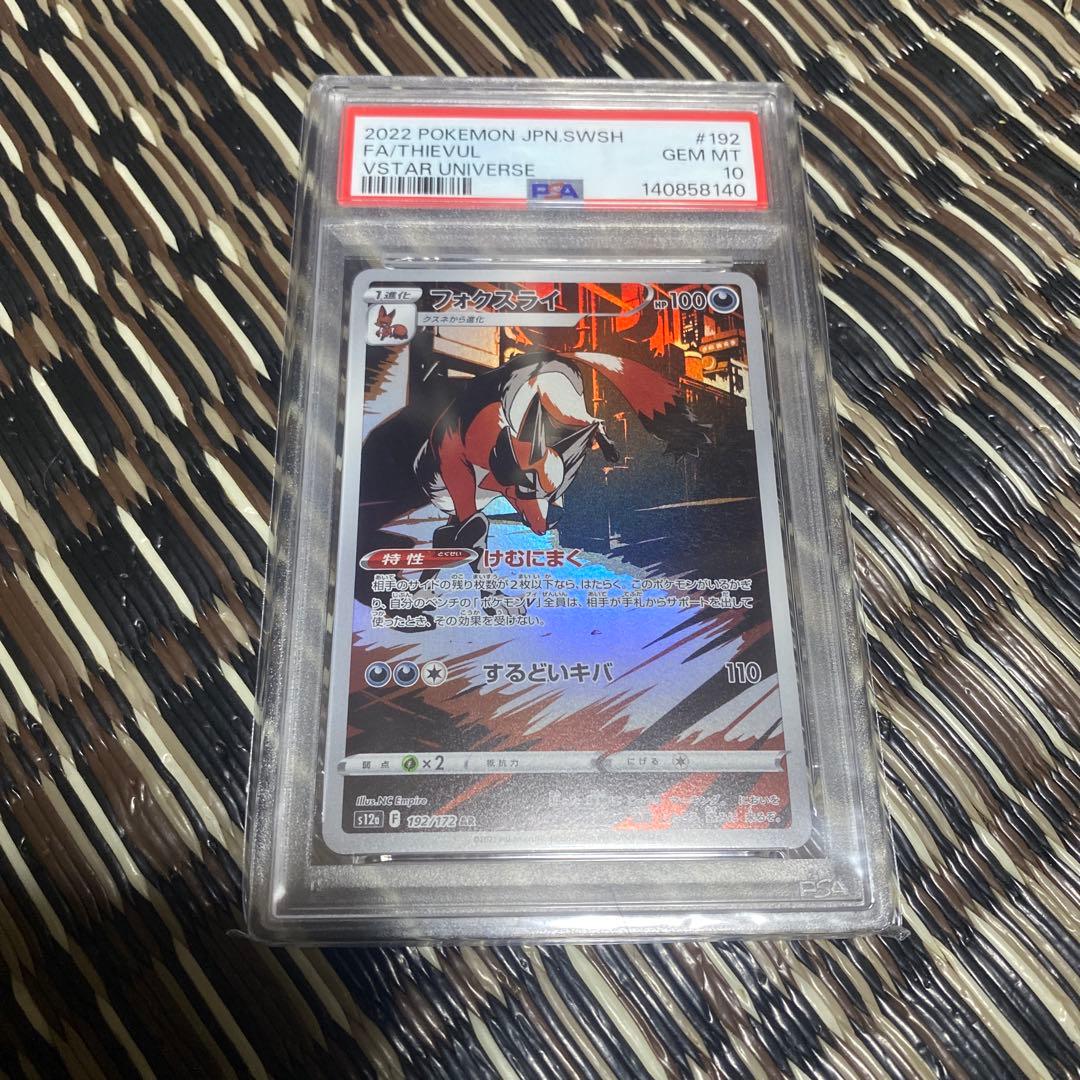 2022 POKEMON JPN.SWSH #192
FA/THIEVUL GEM MT
VSTAR UNIVERSE 10
PSA 140858140
1進化 フォクスライ HP100
クスネから進化
特性 とくせい けむにまく
相手のサイドの残り枚数が2枚以下なら、はたらく。このポケモンがいるかぎ
り、自分のベンチの「ポケモンV」全員は、相手が手札からサポートを出して
使ったとき、その効果を受けない。
するどいキバ 110
弱点 ×2 抵抗力 にげる
Illus.NC Empire
s12a F 192/172 AR
PSA